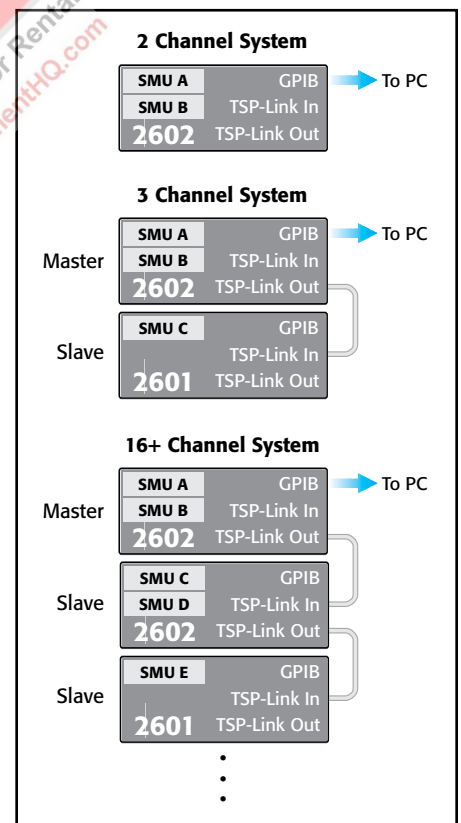 or Rental
entHQ.com
2 Channel System
SMU A GPIB To PC
SMU B TSP-Link In
2602 TSP-Link Out
3 Channel System
SMU A GPIB To PC
Master SMU B TSP-Link In
2602 TSP-Link Out
SMU C GPIB
Slave TSP-Link In
2601 TSP-Link Out
16+ Channel System
SMU A GPIB To PC
Master SMU B TSP-Link In
2602 TSP-Link Out
SMU C GPIB
Slave SMU D TSP-Link In
2602 TSP-Link Out
SMU E GPIB
Slave TSP-Link In
2601 TSP-Link Out